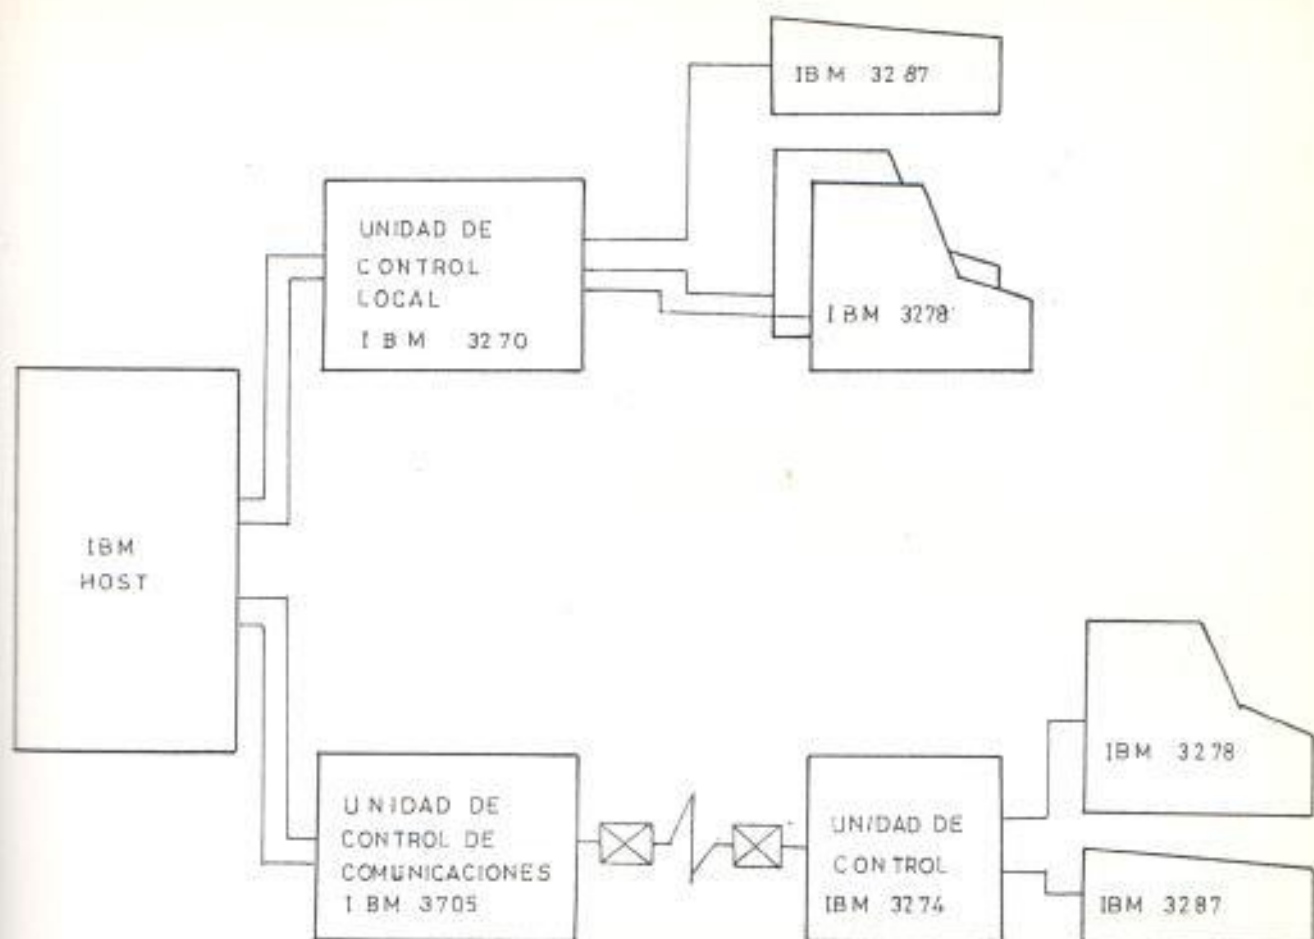 IBM 3287
UNIDAD DE
CONTROL
LOCAL
IBM 3270
IBM 3278
IBM
HOST
UNIDAD DE
CONTROL DE
COMUNICACIONES
IBM 3705
UNIDAD DE
CONTROL
IBM 3274
IBM 3278
IBM 3287